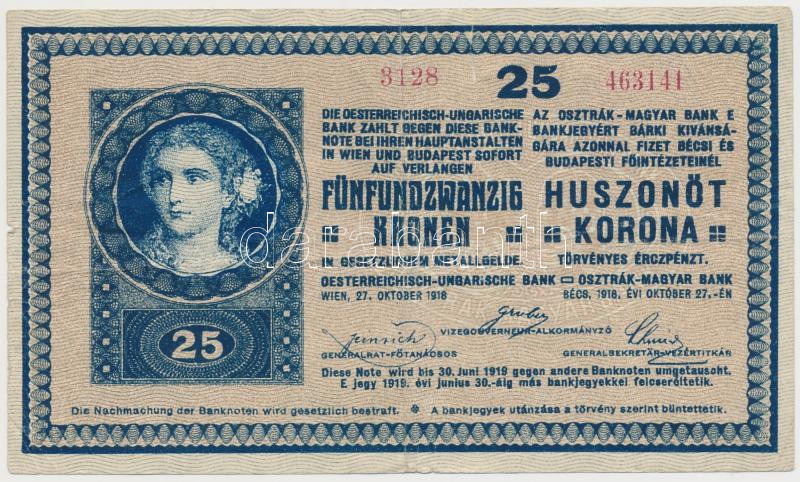 3128 25 463141
DIE OESTERREICHISCH-UNGARISCHE
BANK ZAHLT GEGEN DIESE BANK-
NOTE BEI IHREN HAUPTANSTALTEN
IN WIEN UND BUDAPEST SOFORT
AUF VERLANGEN
FÜNFUNDZWANZIG
KRONEN
IN GESETZLICHEM METALLGELDE.
AZ OSZTRÁK-MAGYAR BANK E
BANKJEGYÉRT BÁRKI KIVÁNSÁ-
GÁRA AZONNAL FIZET BÉCSI ÉS
BUDAPESTI FŐINTÉZETEINÉL
HUSZONÖT
KORONA
TÖRVÉNYES ÉRCZPÉNZT.
OESTERREICHISCH-UNGARISCHE BANK
OSZTRÁK-MAGYAR BANK
WIEN, 27. OKTOBER 1918
BÉCS, 1918. ÉVI OKTÓBER 27.-ÉN
Gruber
VIZEGOUVERNEUR-ALKORMÁNYZÓ
GENERALRAT-FŐTANÁCSOS
GENERALSEKRETÄR-VEZÉRTITKÁR
Diese Note wird bis 30. Juni 1919 gegen andere Banknoten umgetauscht.
E jegy 1919. évi junius 30.-áig más bankjegyekkel felcseréltetik.
25
Die Nachmachung der Banknoten wird gesetzlich bestraft. A bankjegyek utánzása a törvény szerint büntettetik.
darabanth